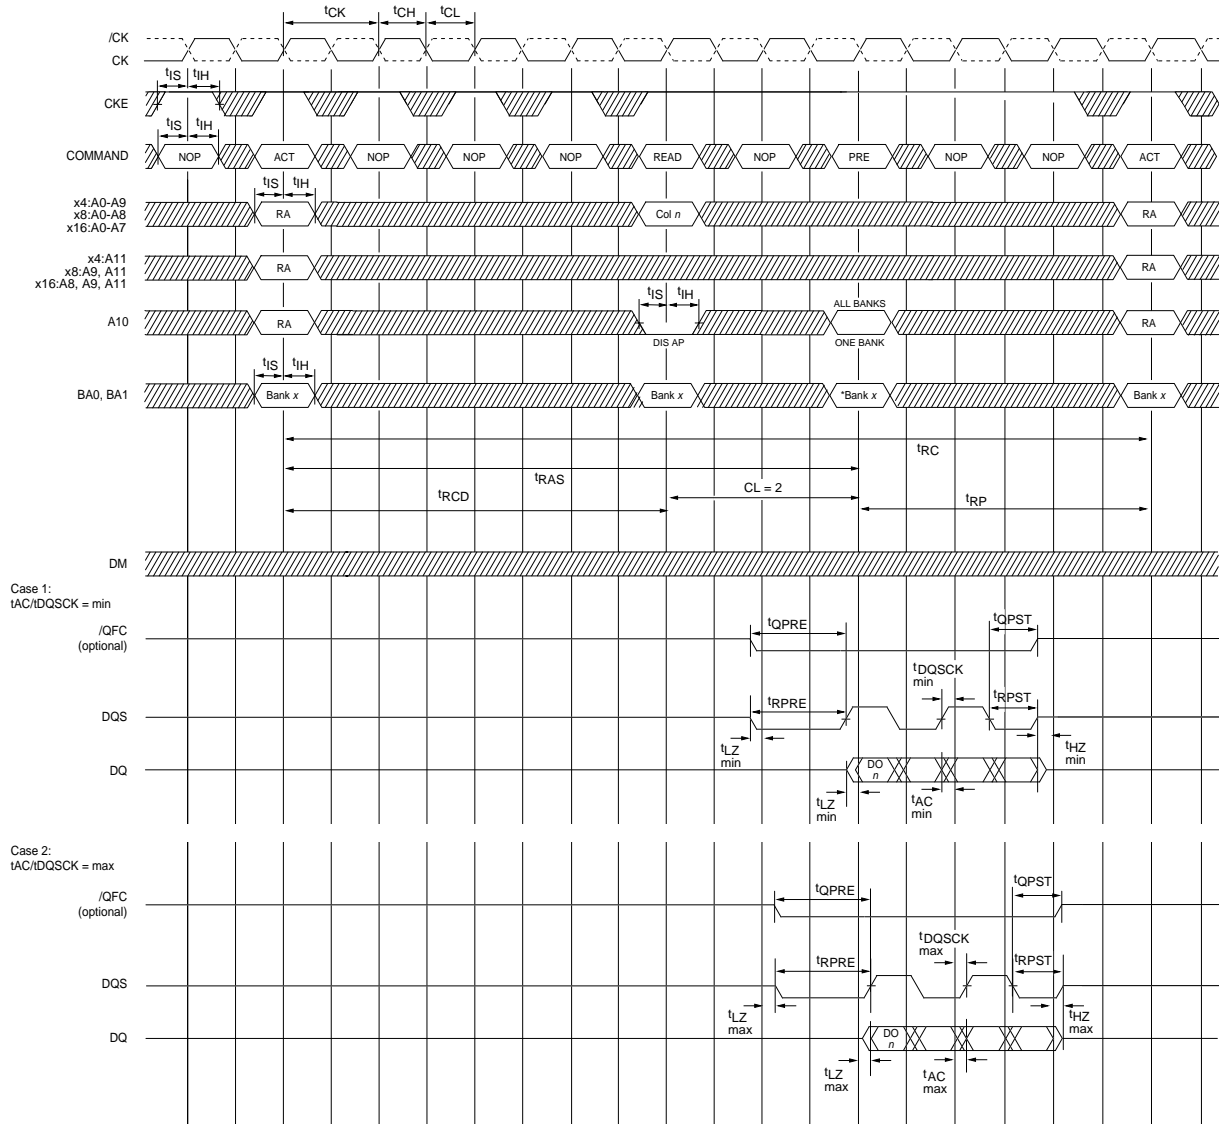 tCK tCH tCL
/CK
CK
tIS tIH
CKE
tIS tIH
COMMAND NOP ACT NOP NOP NOP READ NOP PRE NOP NOP ACT
tIS tIH
x4:A0-A9
x8:A0-A8
x16:A0-A7
RA Col n RA
x4:A11
x8:A9, A11
x16:A8, A9, A11
RA RA
tIS tIH ALL BANKS
A10 RA RA
DIS AP ONE BANK
tIS tIH
BA0, BA1 Bank x Bank x *Bank x Bank x
tRC
tRAS
CL = 2
tRCD tRP
DM
Case 1:
tAC/tDQSCK = min
/QFC
(optional)
tQPRE tQPST
tDQSCK
min
DQS tRPRE tRPST
tLZ
min
tHZ
min
DQ DO
n
tLZ
min
tAC
min
Case 2:
tAC/tDQSCK = max
/QFC
(optional)
tQPRE tQPST
tDQSCK
max
DQS tRPRE tRPST
tLZ
max
tHZ
max
DQ DO
n
tLZ
max
tAC
max